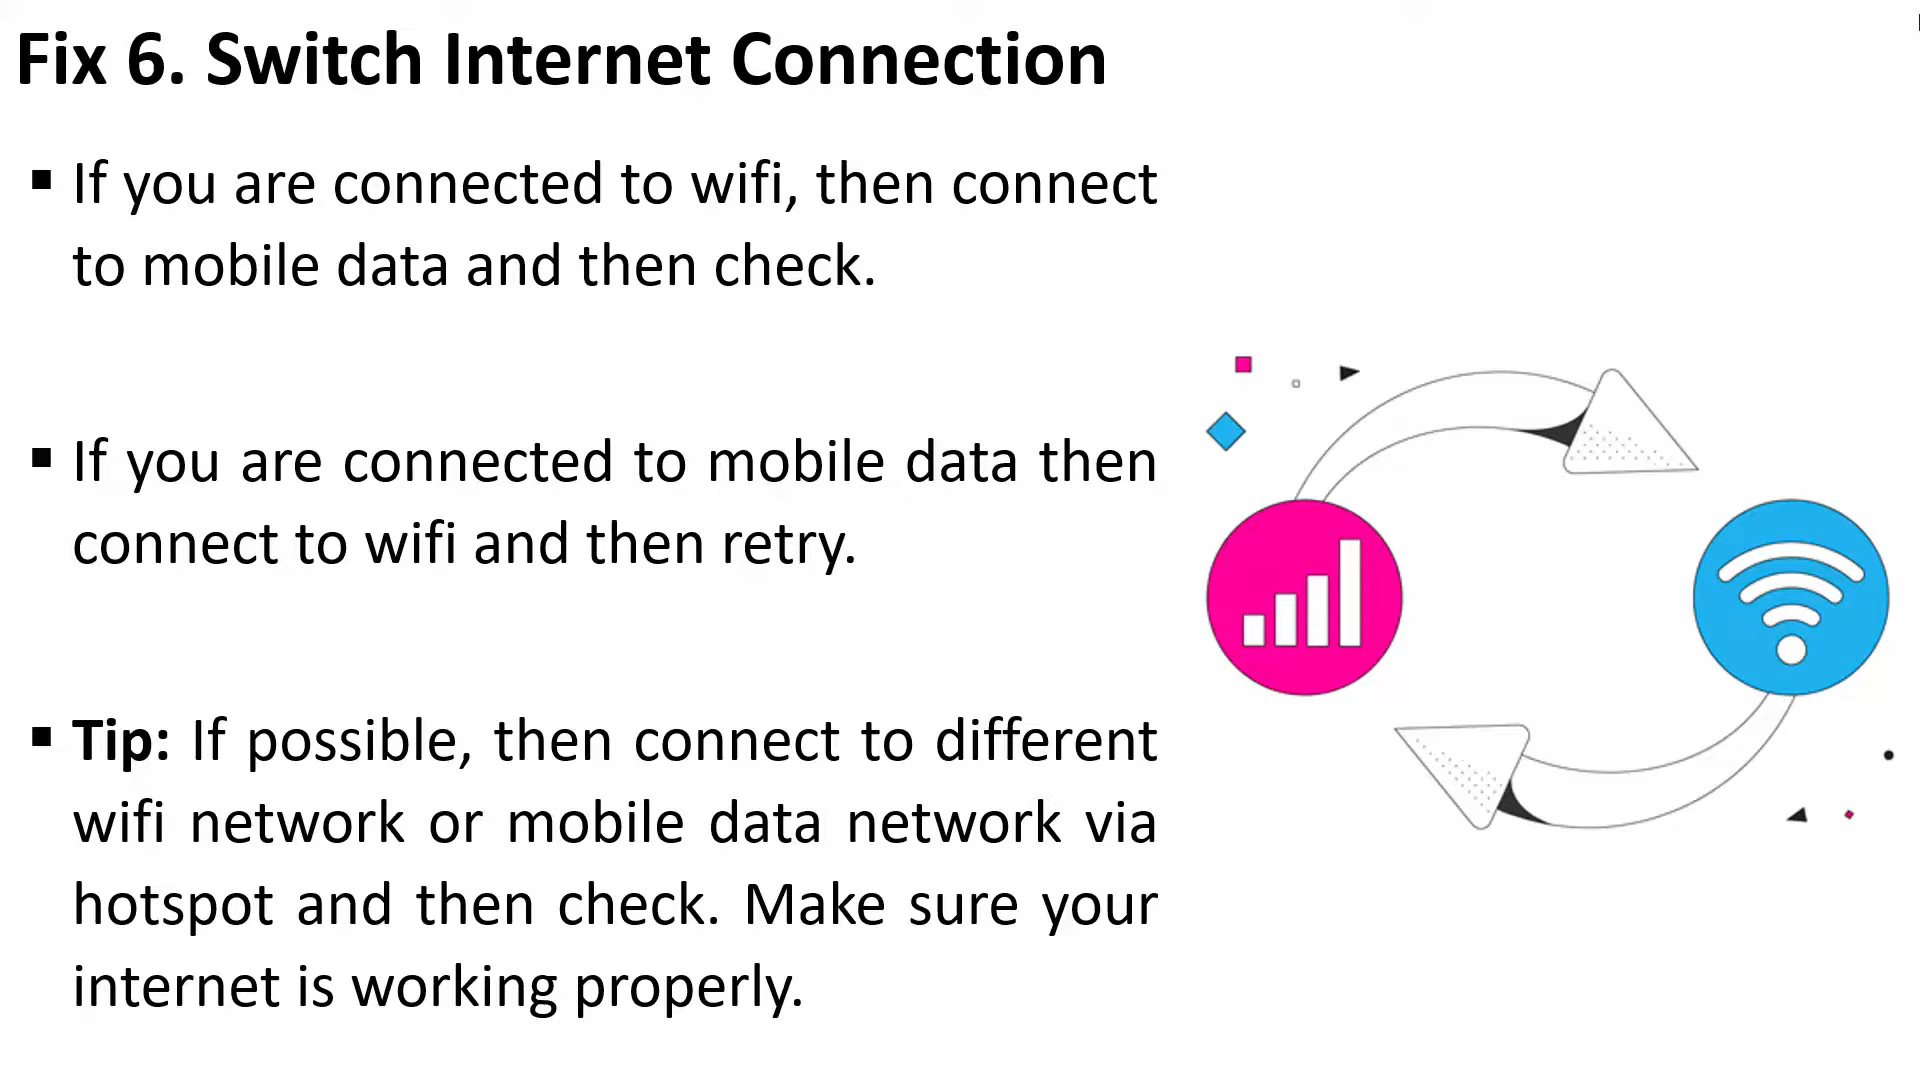 Fix 6. Switch Internet Connection
▪ If you are connected to wifi, then connect
to mobile data and then check.
▪ If you are connected to mobile data then
connect to wifi and then retry.
▪ Tip: If possible, then connect to different
wifi network or mobile data network via
hotspot and then check. Make sure your
internet is working properly.